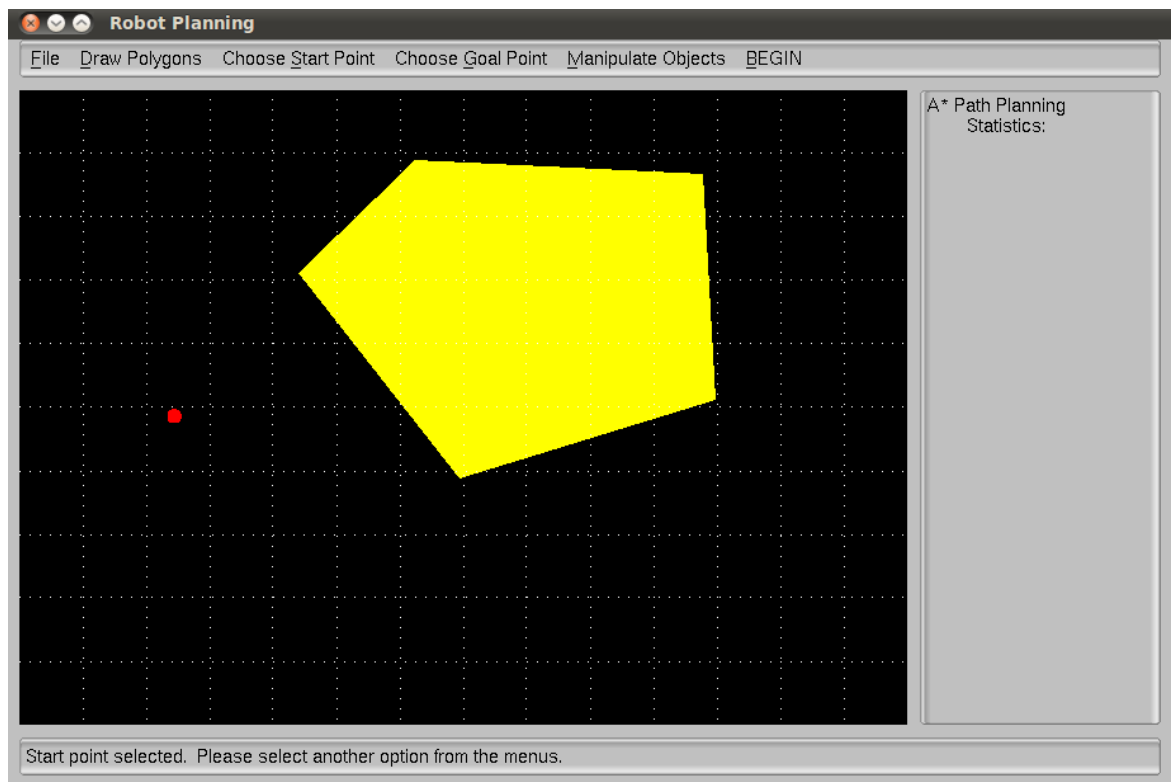 Robot Planning
File Draw Polygons Choose Start Point Choose Goal Point Manipulate Objects BEGIN
A* Path Planning
Statistics:
Start point selected. Please select another option from the menus.